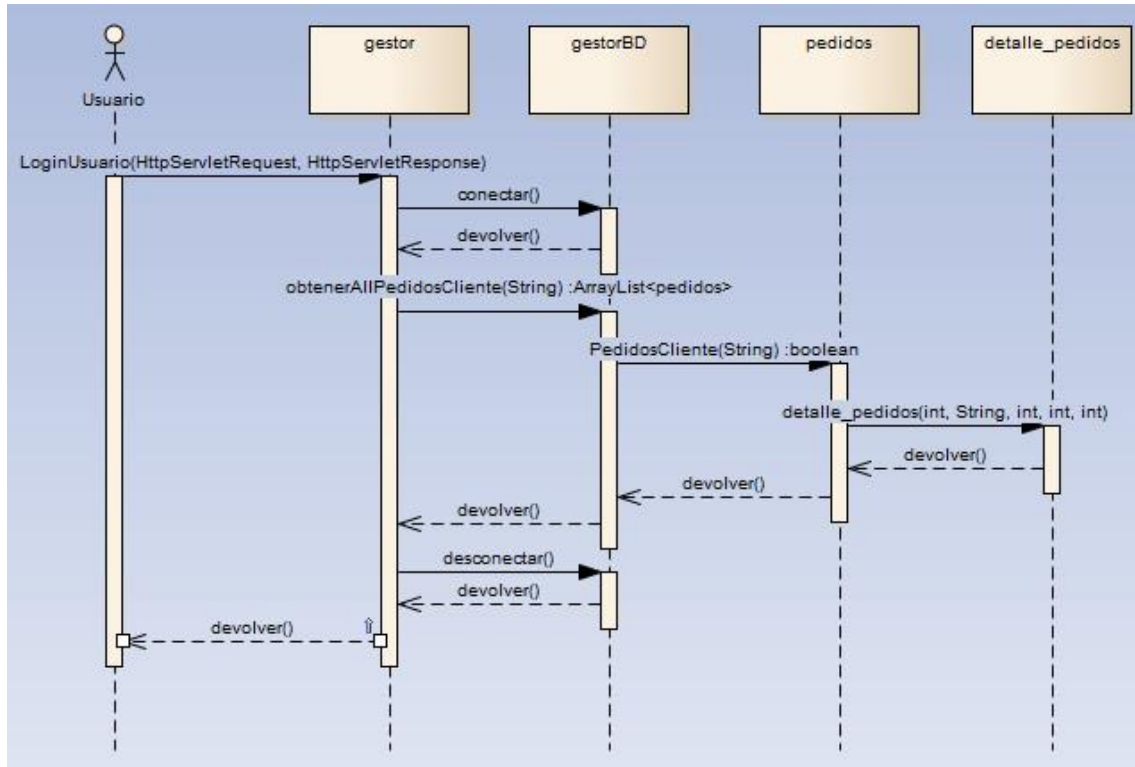 gestor
gestorBD
pedidos
detalle_pedidos
Usuario
LoginUsuario(HttpServletRequest, HttpServletResponse)
conectar()
devolver()
obtenerAllPedidosCliente(String) :ArrayList<pedidos>
PedidosCliente(String) :boolean
detalle_pedidos(int, String, int, int, int)
devolver()
devolver()
devolver()
desconectar()
devolver()
devolver()